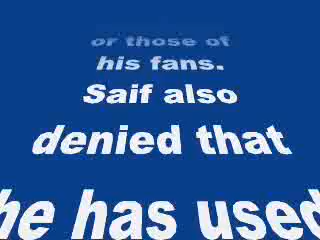 or those of
his fans.
Saif also
denied that
he has used